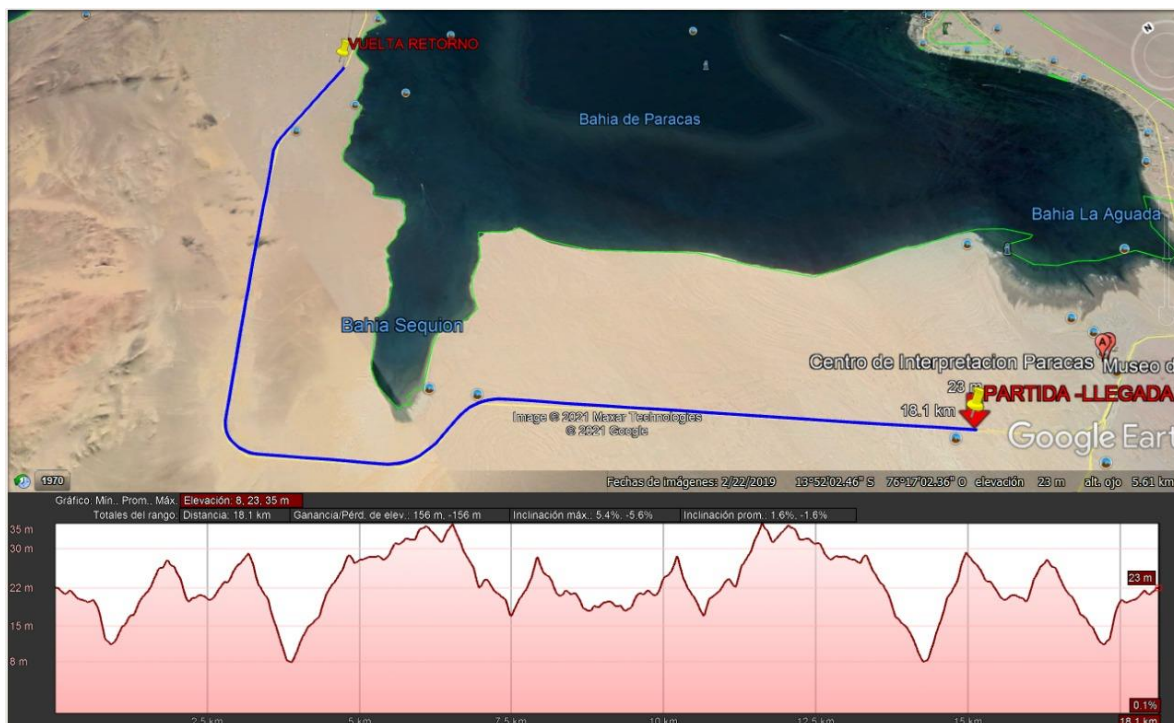 VUELTA RETORNO
N
Bahia de Paracas
Bahia La Aguada
Bahia Sequion
Centro de Interpretacion Paracas
Museo d
A
23 m
PARTIDA -LLEGADA
18.1 km
Image © 2021 Maxar Technologies
© 2021 Google
Google Eart
1970
Fechas de imágenes: 2/22/2019 13°52'02.46" S 76°17'02.36" O elevación 23 m alt. ojo 5.61 km
Gráfico: Mín., Prom., Máx. Elevación: 8, 23, 35 m
Totales del rango: Distancia: 18.1 km Ganancia/Pérd. de elev.: 156 m, -156 m Inclinación máx.: 5.4%, -5.6% Inclinación prom.: 1.6%, -1.6%
35 m
30 m
22 m
15 m
8 m
23 m
0.1%
2.5 km 5 km 7.5 km 10 km 12.5 km 15 km 18.1 km